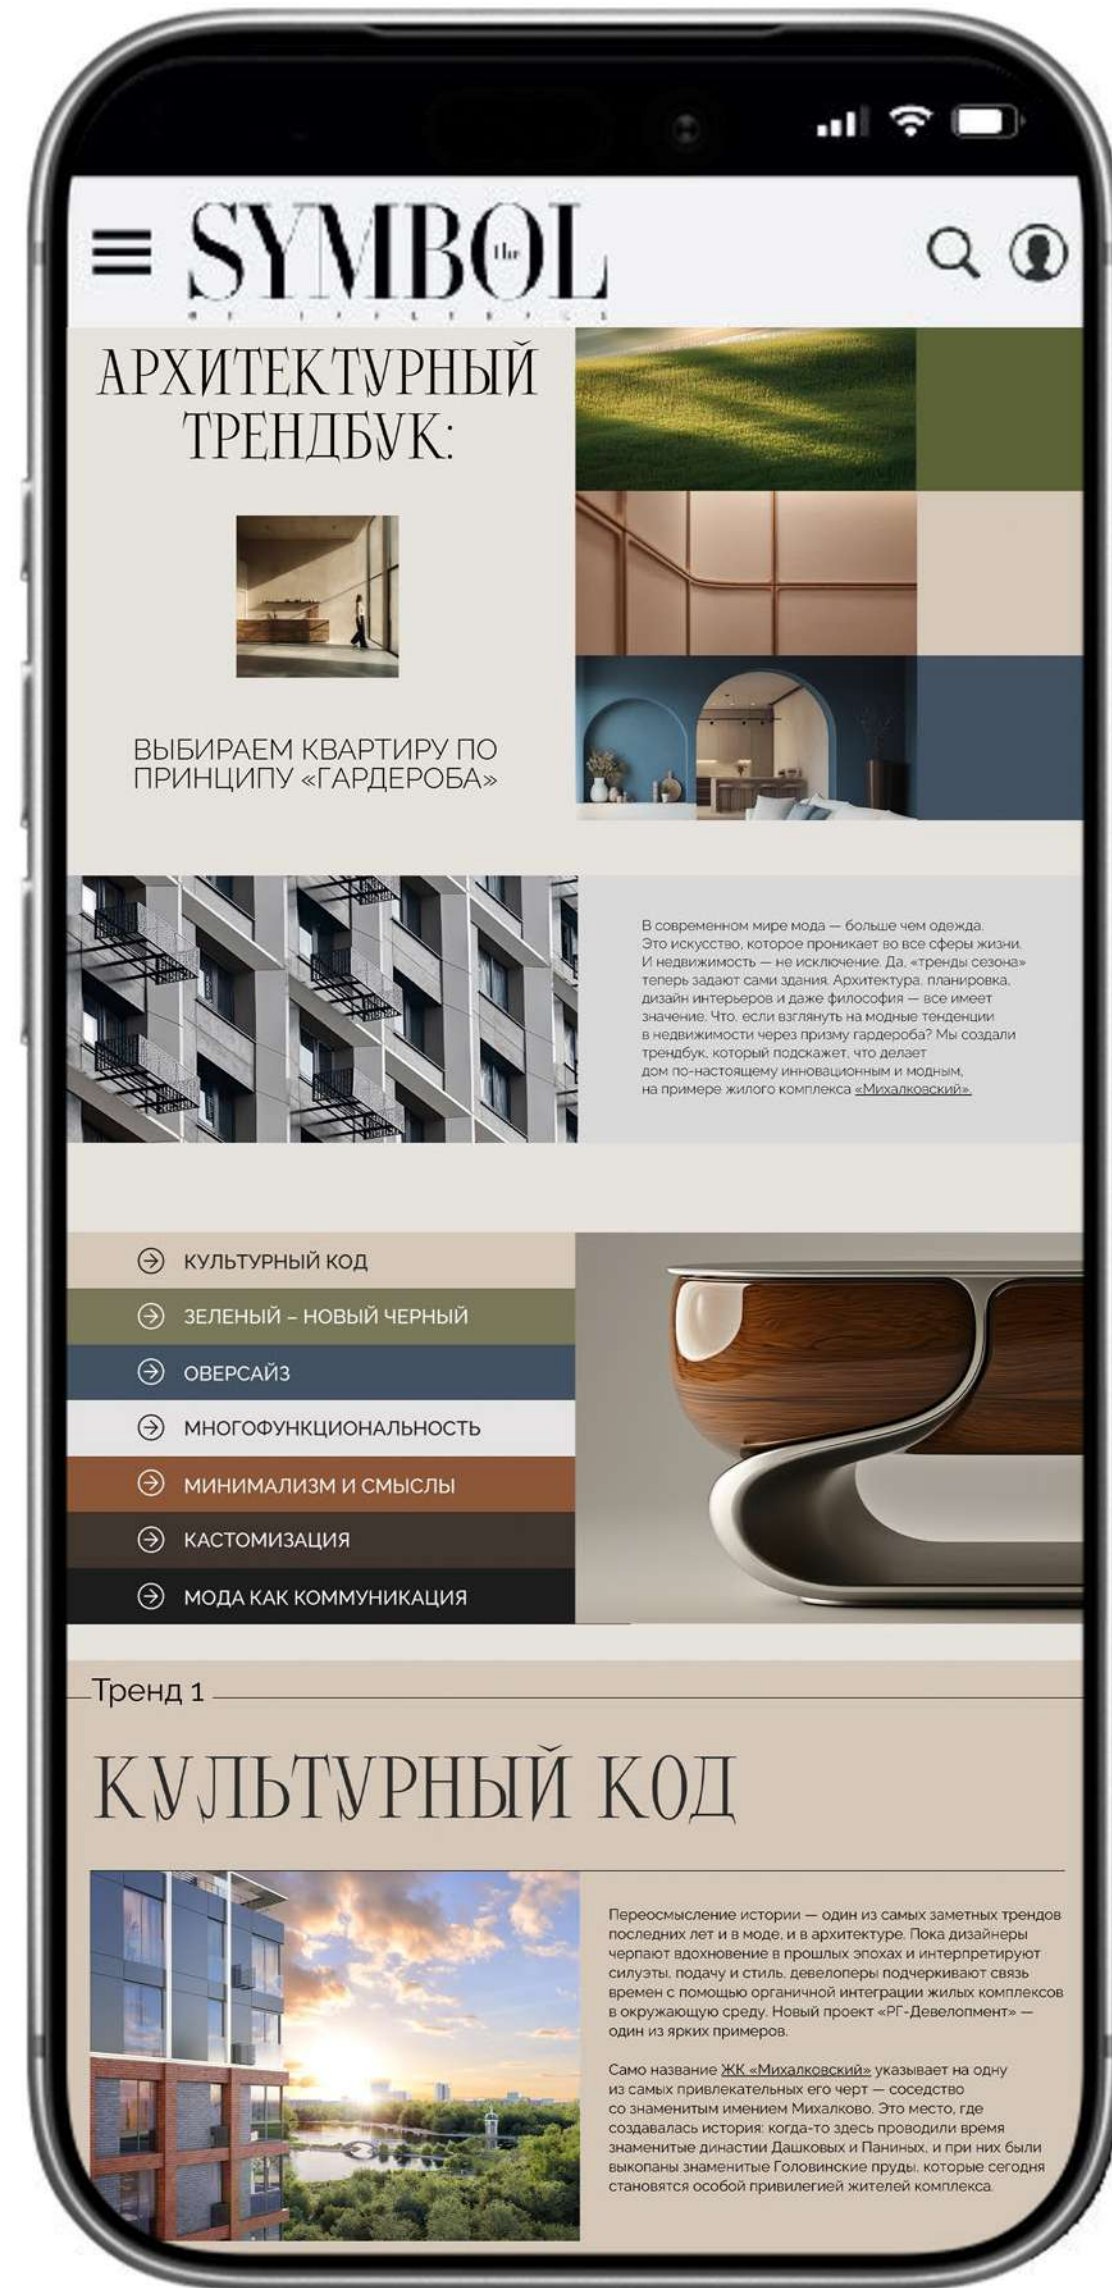 the
SYMBOL
АРХИТЕКТУРНЫЙ
ТРЕНДБУК:
ВЫБИРАЕМ КВАРТИРУ ПО
ПРИНЦИПУ «ГАРДЕРОБА»
В современном мире мода — больше чем одежда.
Это искусство, которое проникает во все сферы жизни.
И недвижимость — не исключение. Да, «тренды сезона»
теперь задают сами здания. Архитектура, планировка,
дизайн интерьеров и даже философия — все имеет
значение. Что, если взглянуть на модные тенденции
в недвижимости через призму гардероба? Мы создали
трендбук, который подскажет, что делает
дом по-настоящему инновационным и модным,
на примере жилого комплекса «Михалковский».
КУЛЬТУРНЫЙ КОД
ЗЕЛЕНЫЙ – НОВЫЙ ЧЕРНЫЙ
ОВЕРСАЙЗ
МНОГОФУНКЦИОНАЛЬНОСТЬ
МИНИМАЛИЗМ И СМЫСЛЫ
КАСТОМИЗАЦИЯ
МОДА КАК КОММУНИКАЦИЯ
Тренд 1
КУЛЬТУРНЫЙ КОД
Переосмысление истории — один из самых заметных трендов
последних лет и в моде, и в архитектуре. Пока дизайнеры
черпают вдохновение в прошлых эпохах и интерпретируют
силуэты, подачу и стиль, девелоперы подчеркивают связь
времен с помощью органичной интеграции жилых комплексов
в окружающую среду. Новый проект «РГ-Девелопмент» —
один из ярких примеров.
Само название ЖК «Михалковский» указывает на одну
из самых привлекательных его черт — соседство
со знаменитым имением Михалково. Это место, где
создавалась история: когда-то здесь проводили время
знаменитые династии Дашковых и Паниных, и при них были
выкопаны знаменитые Головинские пруды, которые сегодня
становятся особой привилегией жителей комплекса.